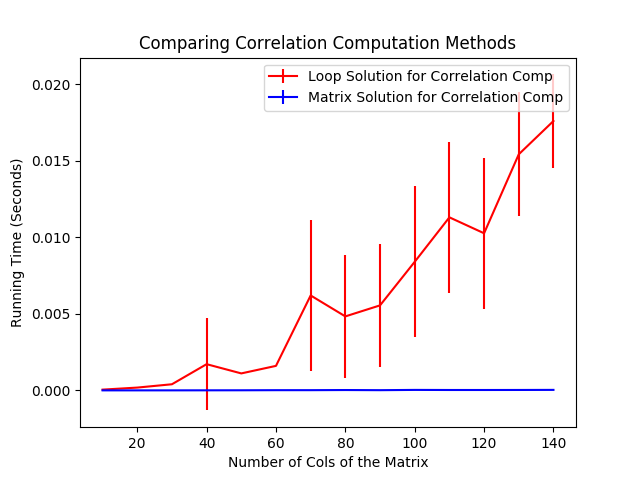 Comparing Correlation Computation Methods
Loop Solution for Correlation Comp
Matrix Solution for Correlation Comp
Running Time (Seconds)
0.020
0.015
0.010
0.005
0.000
20 40 60 80 100 120 140
Number of Cols of the Matrix